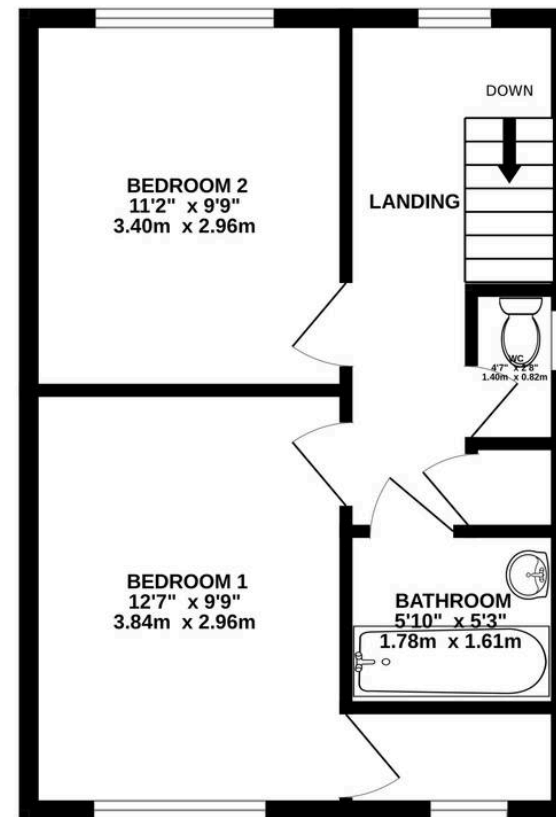 DOWN
BEDROOM 2
11'2" x 9'9"
3.40m x 2.96m
LANDING
WC
4'7" x 2'8"
1.40m x 0.82m
BEDROOM 1
12'7" x 9'9"
3.84m x 2.96m
BATHROOM
5'10" x 5'3"
1.78m x 1.61m